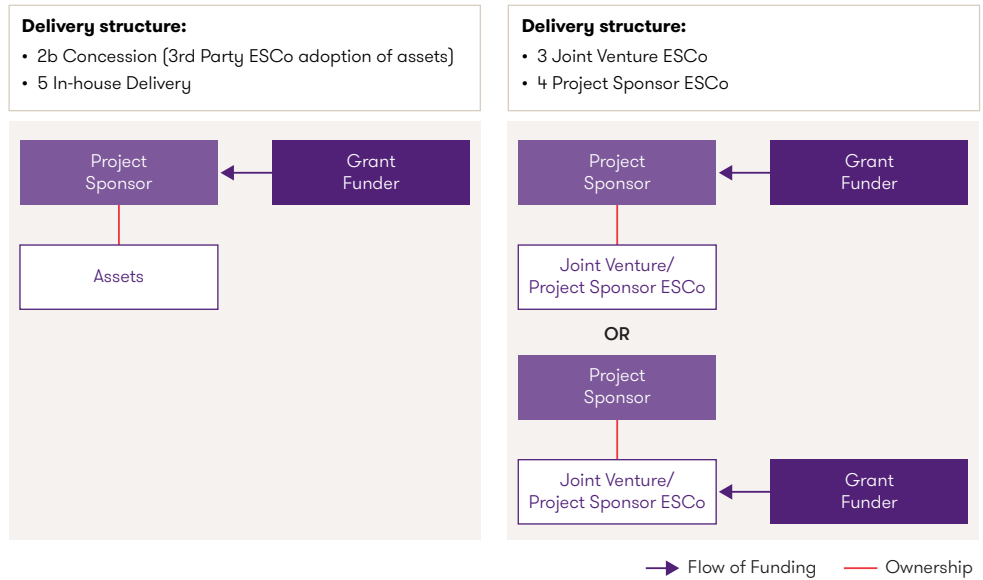 Delivery structure:
• 2b Concession (3rd Party ESCo adoption of assets)
• 5 In-house Delivery
Project
Sponsor
Grant
Funder
Assets
Delivery structure:
• 3 Joint Venture ESCo
• 4 Project Sponsor ESCo
Project
Sponsor
Grant
Funder
Joint Venture/
Project Sponsor ESCo
OR
Project
Sponsor
Joint Venture/
Project Sponsor ESCo
Grant
Funder
Flow of Funding
Ownership